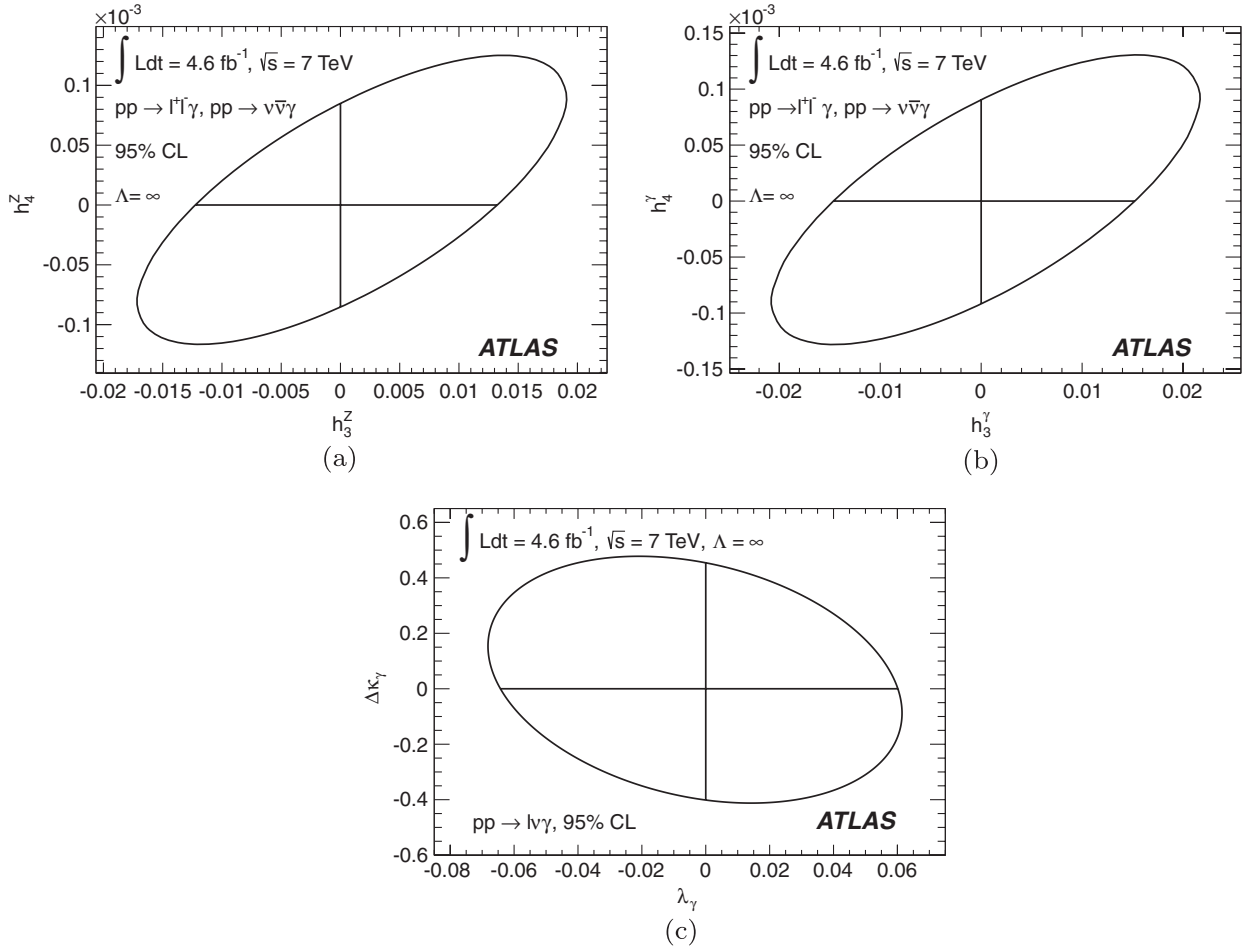 ×10⁻³
∫ Ldt = 4.6 fb⁻¹, √s = 7 TeV
pp → l⁺l⁻γ, pp → νν̄γ
95% CL
Λ= ∞
ATLAS
0.1
0.05
0
-0.05
-0.1
h₄ᶻ
-0.02 -0.015 -0.01 -0.005 0 0.005 0.01 0.015 0.02
h₃ᶻ
(a)
×10⁻³
∫ Ldt = 4.6 fb⁻¹, √s = 7 TeV
pp →l⁺l⁻ γ, pp → νν̄γ
95% CL
Λ= ∞
ATLAS
0.15
0.1
0.05
0
-0.05
-0.1
-0.15
h₄ᵞ
-0.02 -0.01 0 0.01 0.02
h₃ᵞ
(b)
∫ Ldt = 4.6 fb⁻¹, √s = 7 TeV, Λ = ∞
0.6
0.4
0.2
0
-0.2
-0.4
-0.6
Δκᵧ
pp → lνγ, 95% CL
ATLAS
-0.08 -0.06 -0.04 -0.02 0 0.02 0.04 0.06
λᵧ
(c)